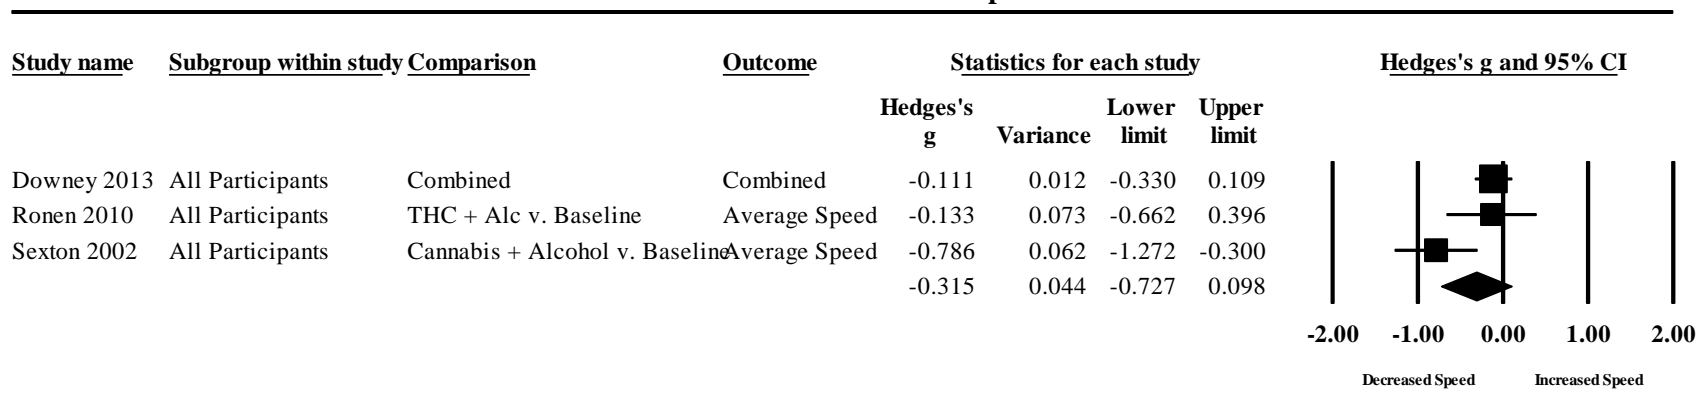 Study name Subgroup within study Comparison Outcome Statistics for each study Hedges's g and 95% CI
Hedges's g Variance Lower limit Upper limit
Downey 2013 All Participants Combined Combined -0.111 0.012 -0.330 0.109
Ronen 2010 All Participants THC + Alc v. Baseline Average Speed -0.133 0.073 -0.662 0.396
Sexton 2002 All Participants Cannabis + Alcohol v. Baseline Average Speed -0.786 0.062 -1.272 -0.300
-0.315 0.044 -0.727 0.098
-2.00 -1.00 0.00 1.00 2.00
Decreased Speed Increased Speed